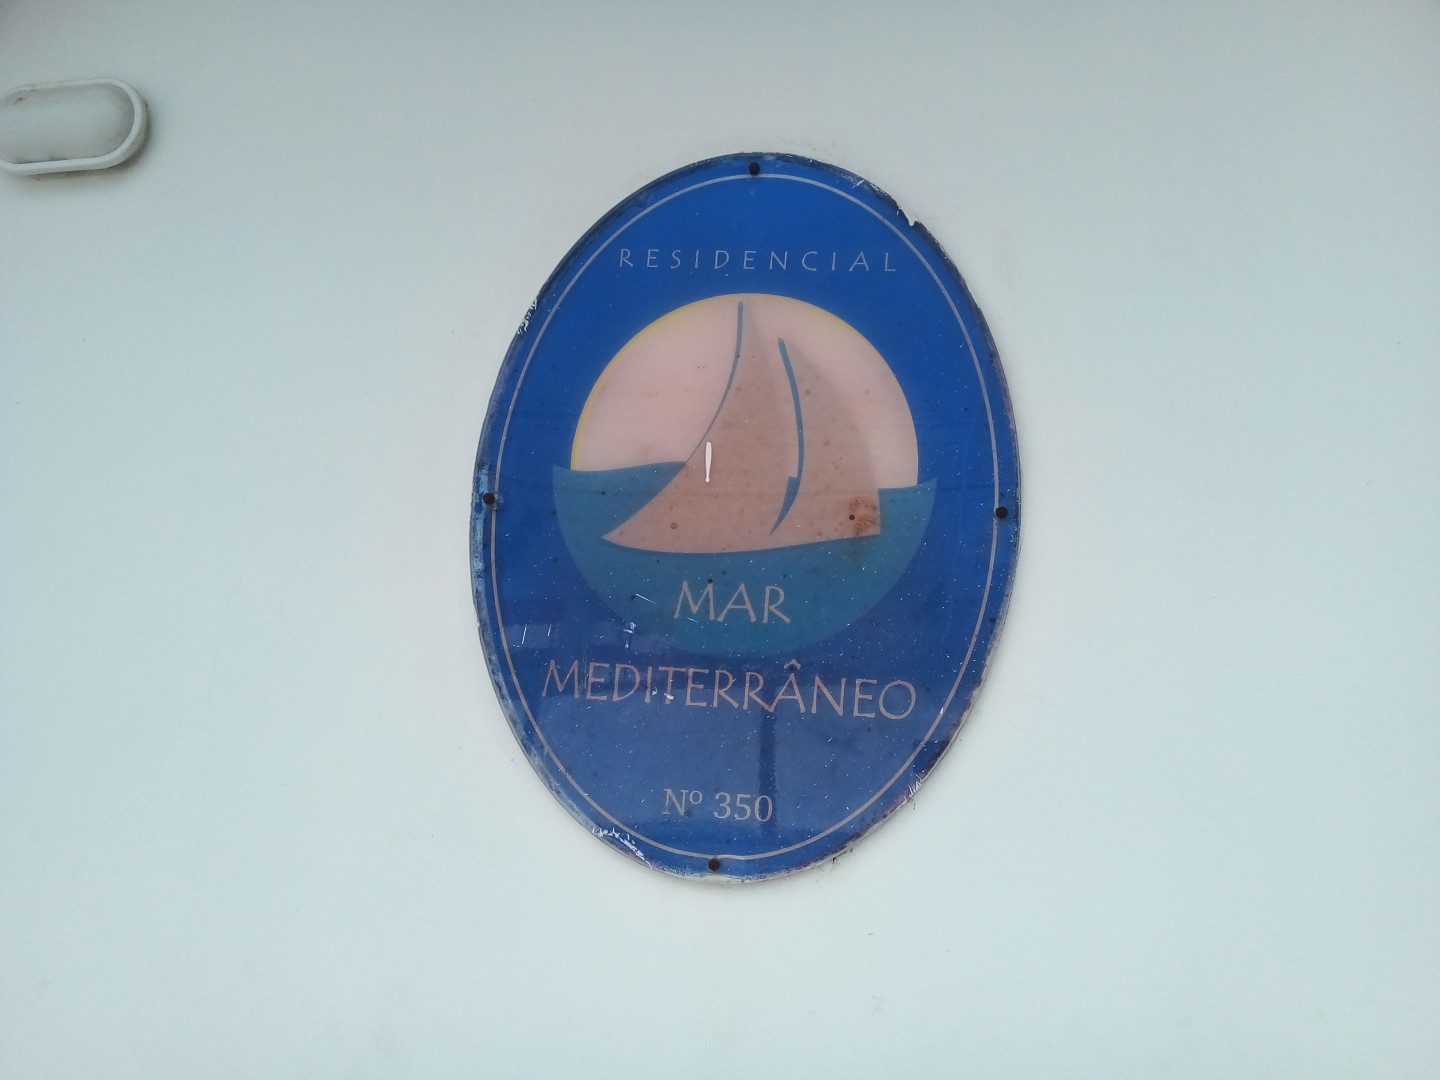 RESIDENCIAL
MAR
MEDITERRÂNEO
Nº 350